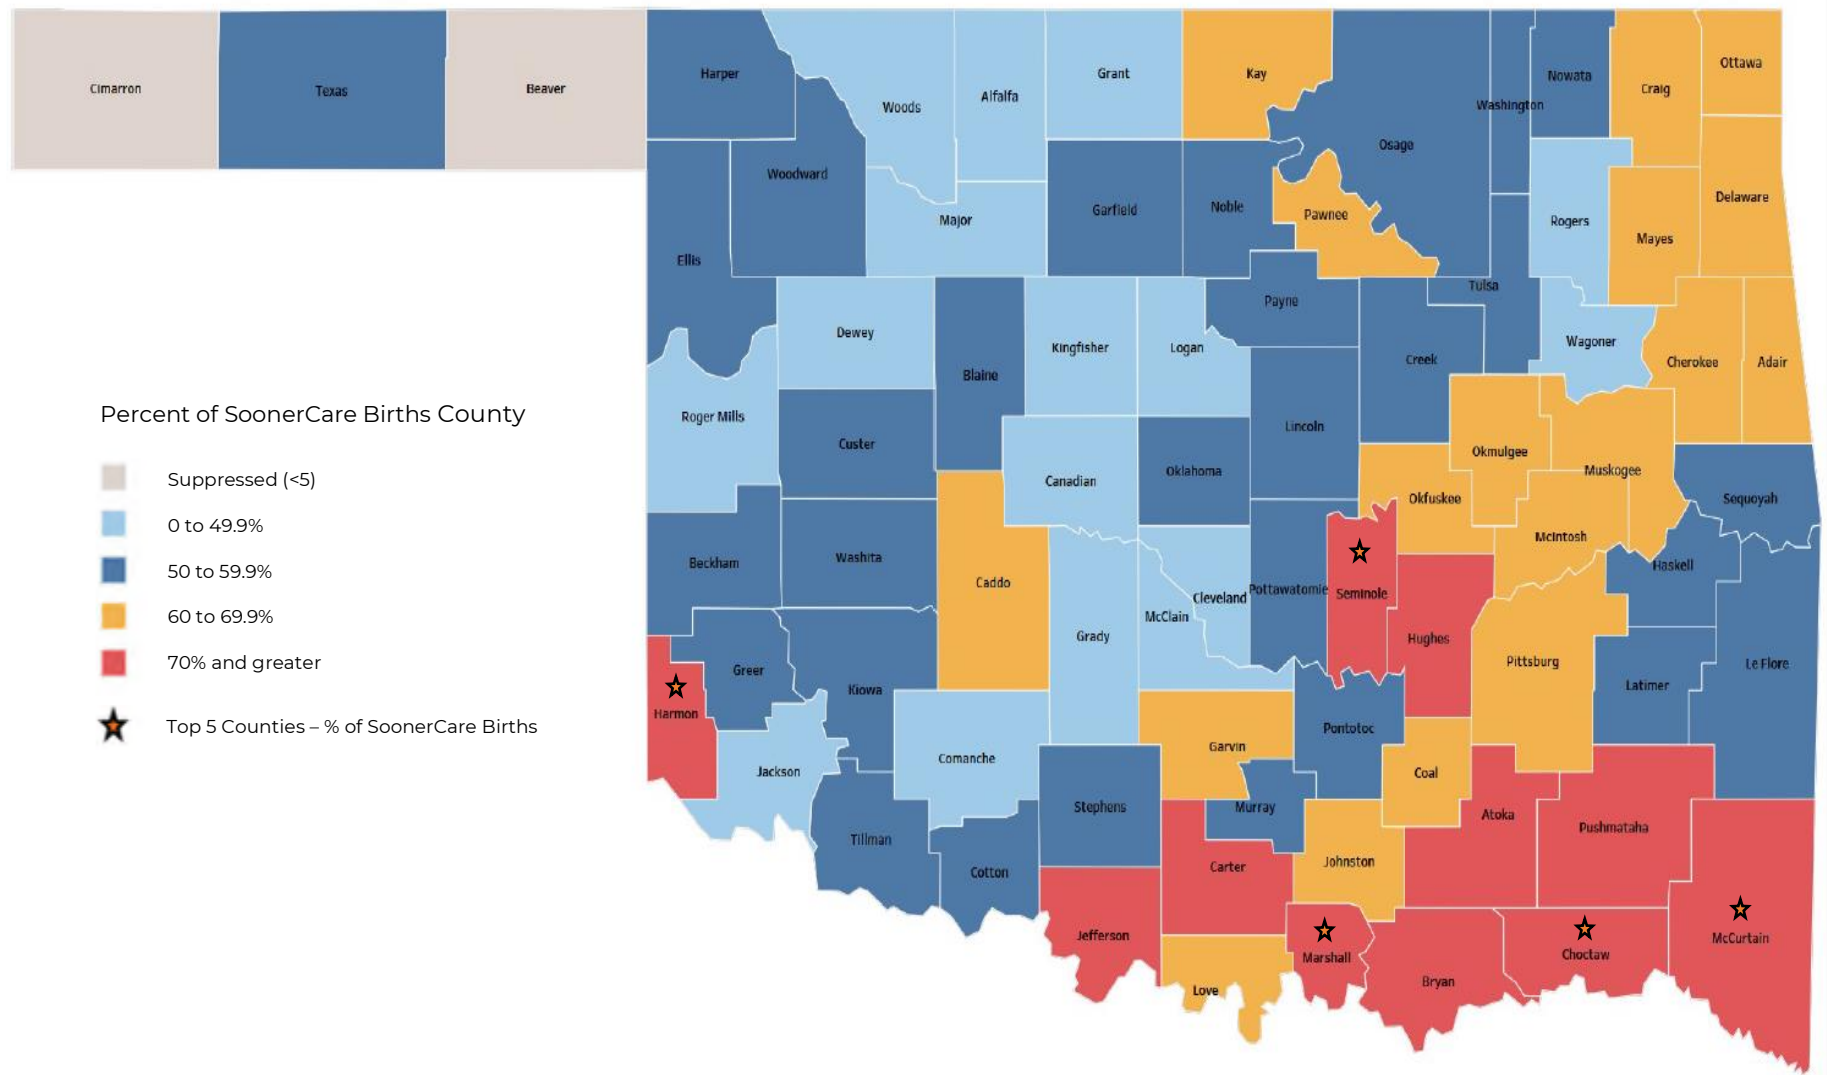 Cimarron
Texas
Beaver
Harper
Woods
Alfalfa
Grant
Kay
Osage
Washington
Nowata
Craig
Ottawa
Woodward
Ellis
Major
Garfield
Noble
Pawnee
Rogers
Mayes
Delaware
Dewey
Blaine
Kingfisher
Logan
Payne
Tulsa
Creek
Wagoner
Cherokee
Adair
Roger Mills
Custer
Canadian
Oklahoma
Lincoln
Okmulgee
Muskogee
Okfuskee
Sequoyah
McIntosh
Haskell
Beckham
Washita
Caddo
Grady
McClain
Cleveland
Pottawatomie
Seminole
Hughes
Pittsburg
Latimer
Le Flore
Harmon
Greer
Kiowa
Jackson
Comanche
Stephens
Garvin
Murray
Pontotoc
Coal
Atoka
Pushmataha
Tillman
Cotton
Carter
Johnston
Jefferson
Love
Marshall
Bryan
Choctaw
McCurtain
Percent of SoonerCare Births County
Suppressed (<5)
0 to 49.9%
50 to 59.9%
60 to 69.9%
70% and greater
Top 5 Counties – % of SoonerCare Births